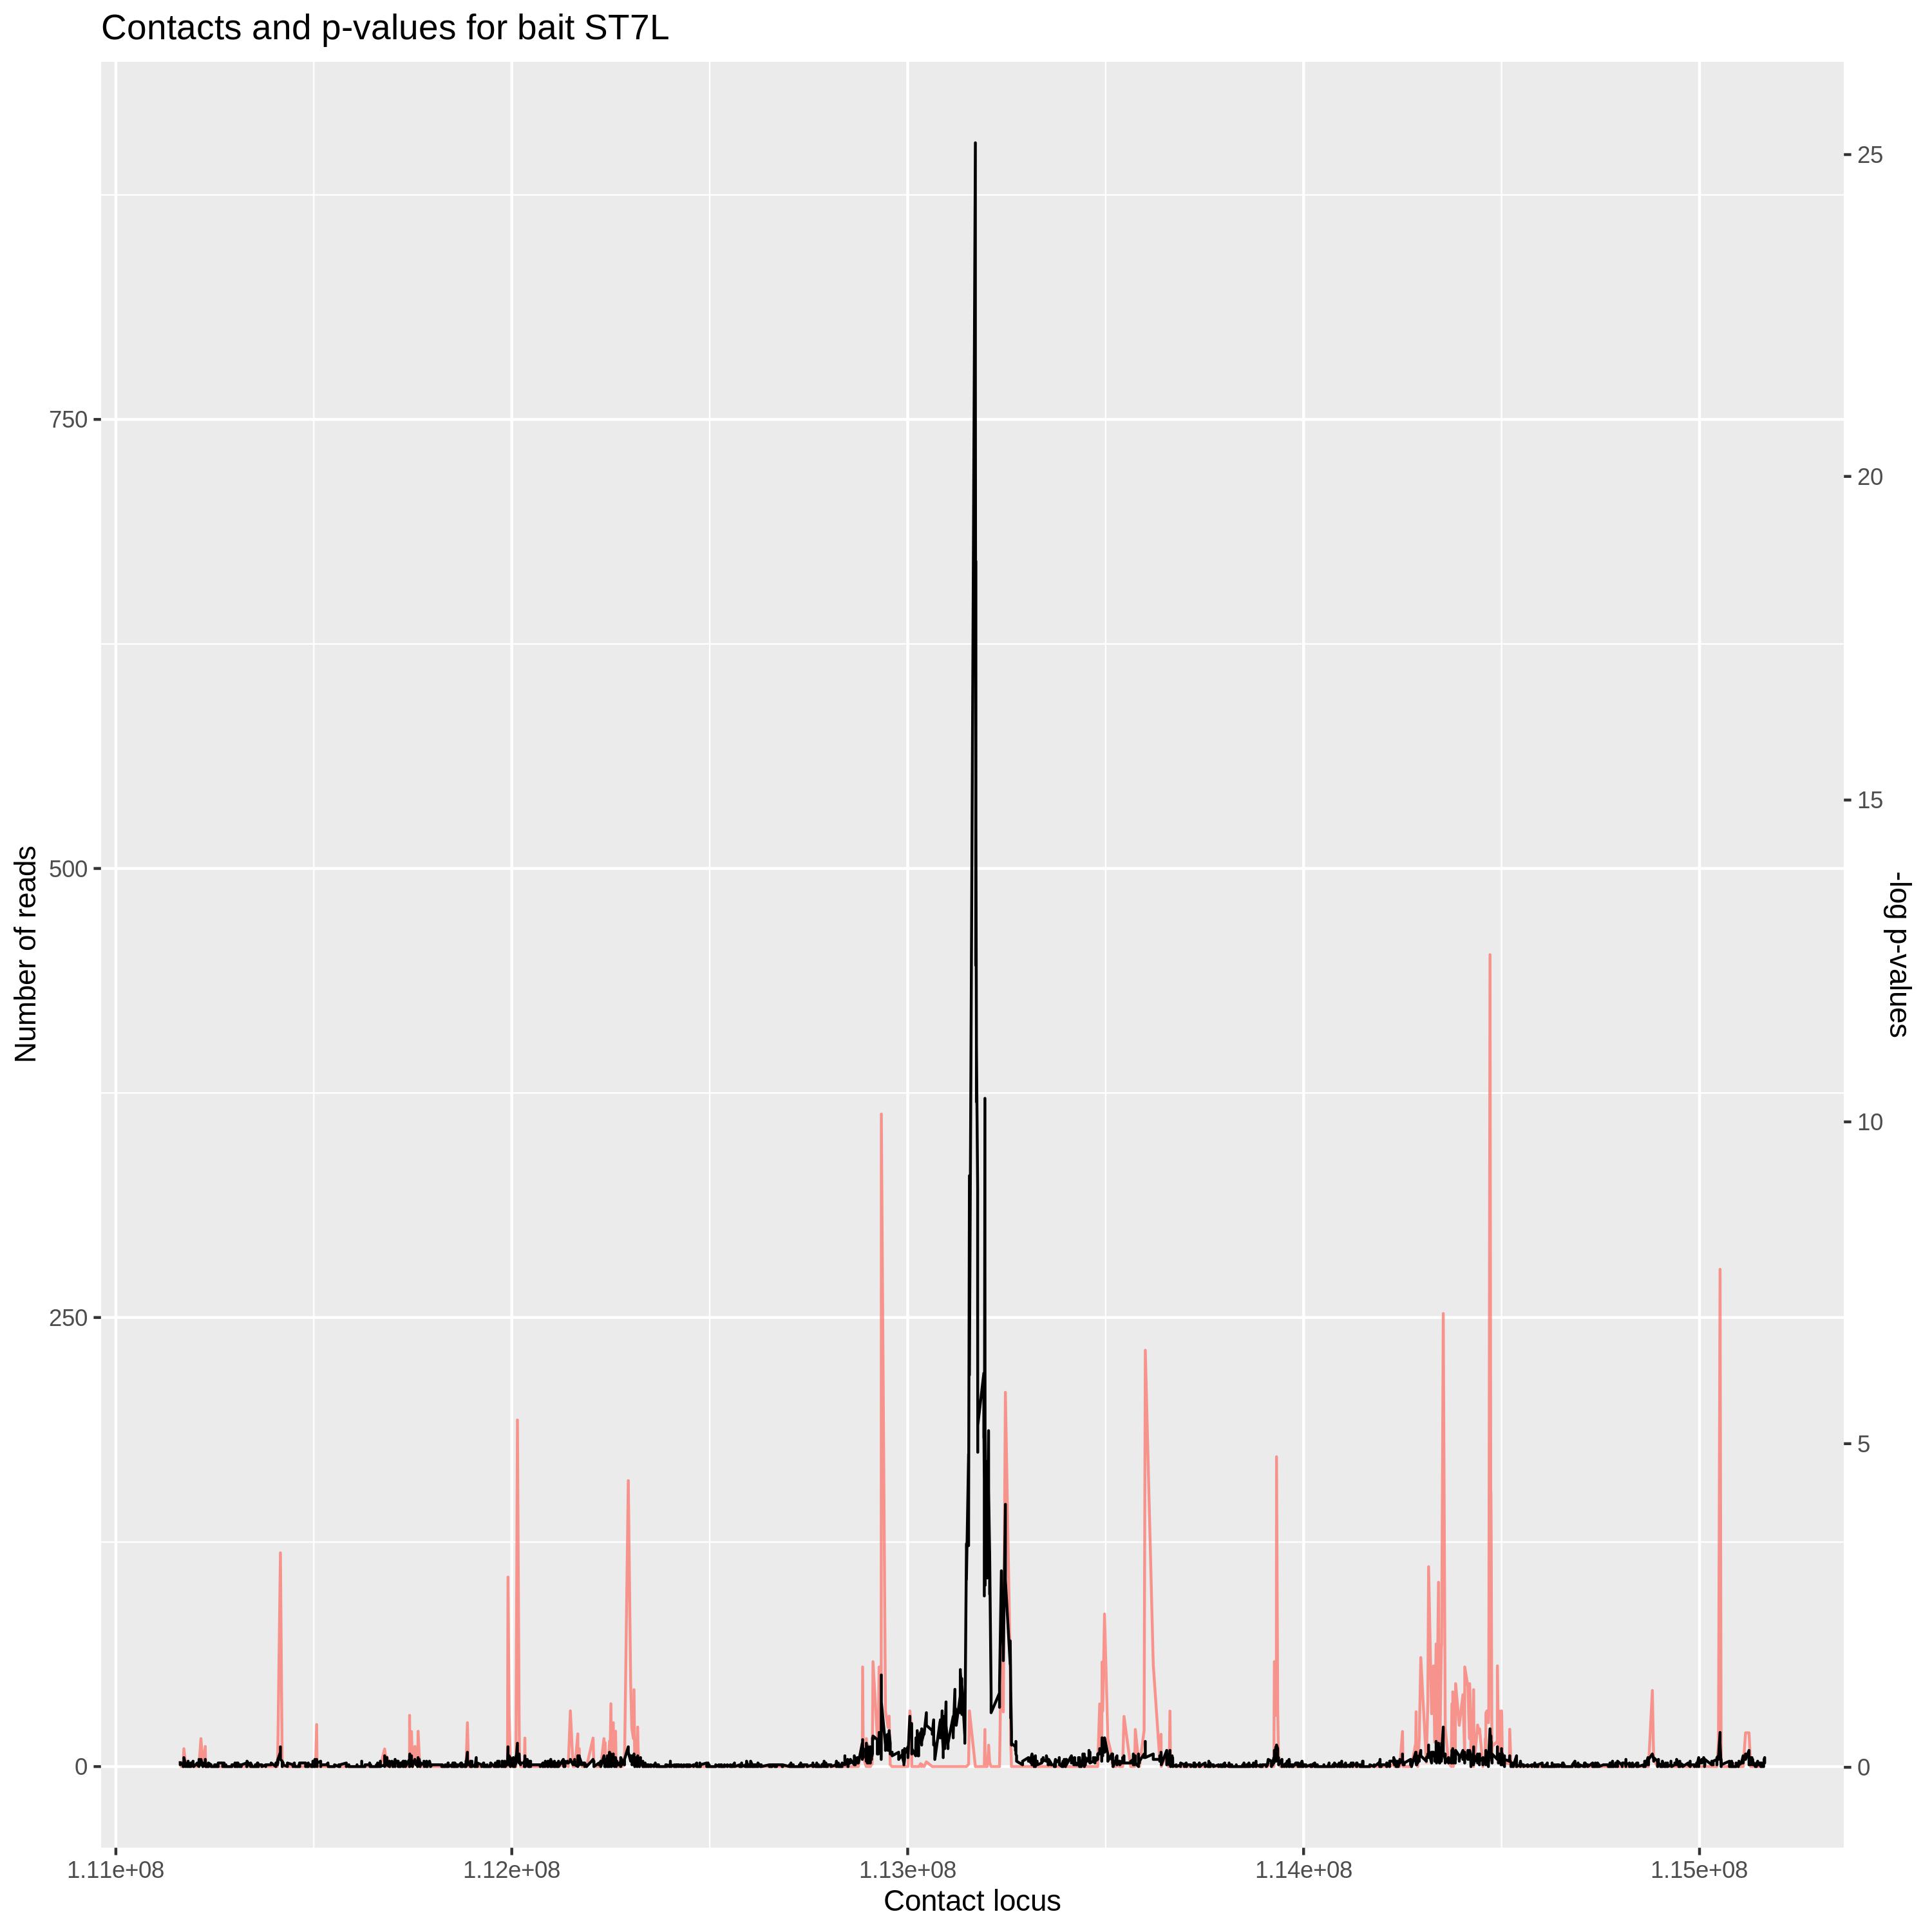 Contacts and p-values for bait ST7L
750
500
250
0
Number of reads
25
20
15
10
5
0
-log p-values
1.11e+08
1.12e+08
1.13e+08
1.14e+08
1.15e+08
Contact locus